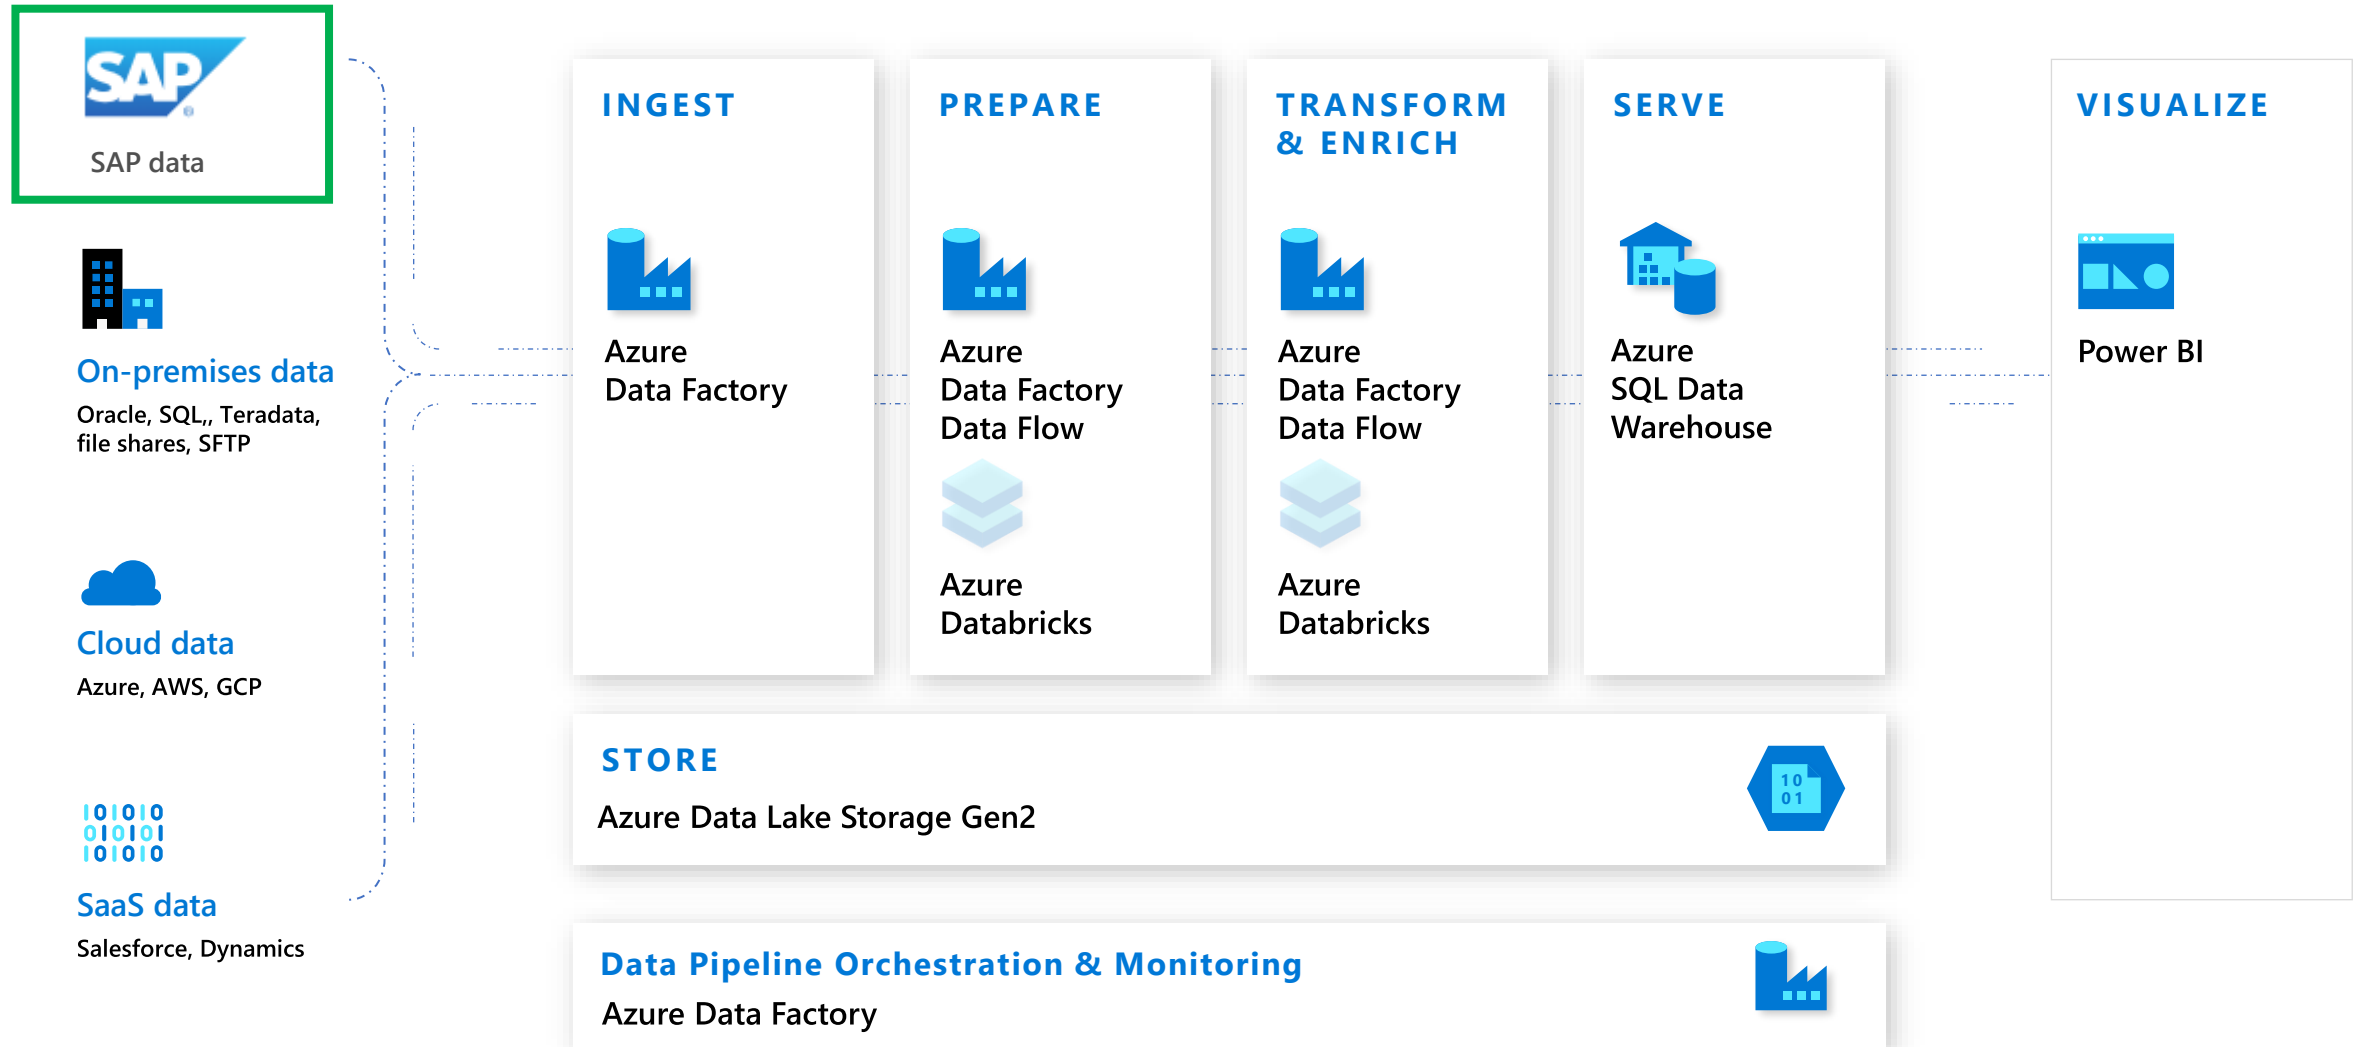 SAP
®
SAP data
On-premises data
Oracle, SQL,, Teradata,
file shares, SFTP
Cloud data
Azure, AWS, GCP
101010
010101
101010
SaaS data
Salesforce, Dynamics
INGEST
Azure
Data Factory
PREPARE
Azure
Data Factory
Data Flow
Azure
Databricks
TRANSFORM
& ENRICH
Azure
Data Factory
Data Flow
Azure
Databricks
SERVE
Azure
SQL Data
Warehouse
VISUALIZE
Power BI
STORE
Azure Data Lake Storage Gen2
10
01
Data Pipeline Orchestration & Monitoring
Azure Data Factory